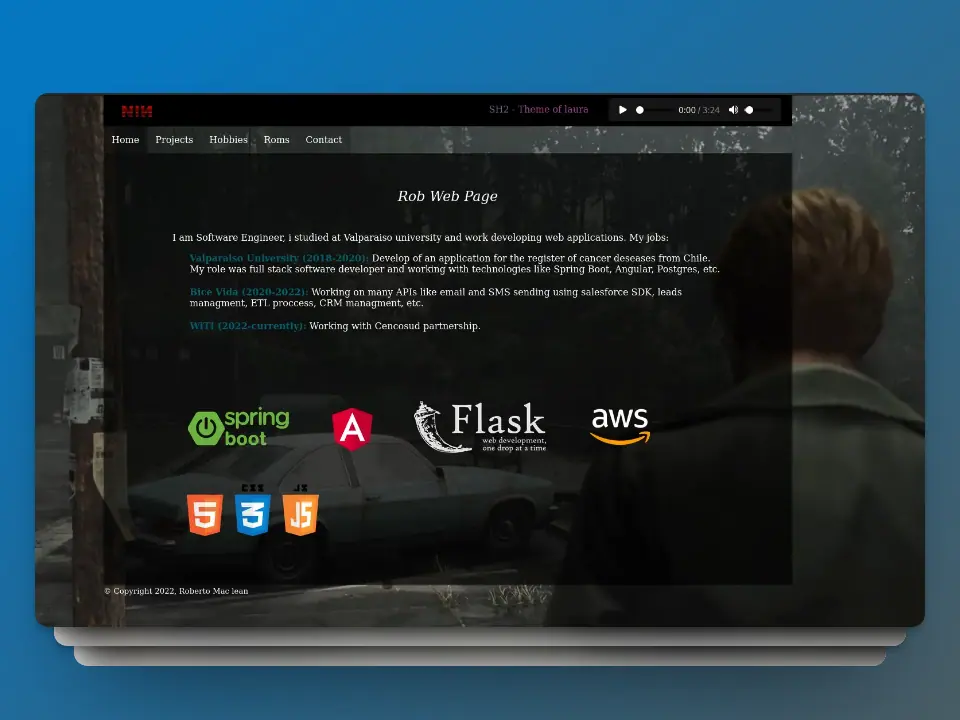 SH2 - Theme of laura
0:00 / 3:24
Home Projects Hobbies Roms Contact
Rob Web Page
I am Software Engineer, i studied at Valparaiso university and work developing web applications. My jobs:
Valparaiso University (2018-2020): Develop of an application for the register of cancer deseases from Chile.
My role was full stack software developer and working with technologies like Spring Boot, Angular, Postgres, etc.
Bice Vida (2020-2022): Working on many APIs like email and SMS sending using salesforce SDK, leads
managment, ETL proccess, CRM managment, etc.
WITI (2022-currently): Working with Cencosud partnership.
spring
boot
A
Flask
web development,
one drop at a time
aws
CSS JS
5 3 JS
© Copyright 2022, Roberto Mac lean